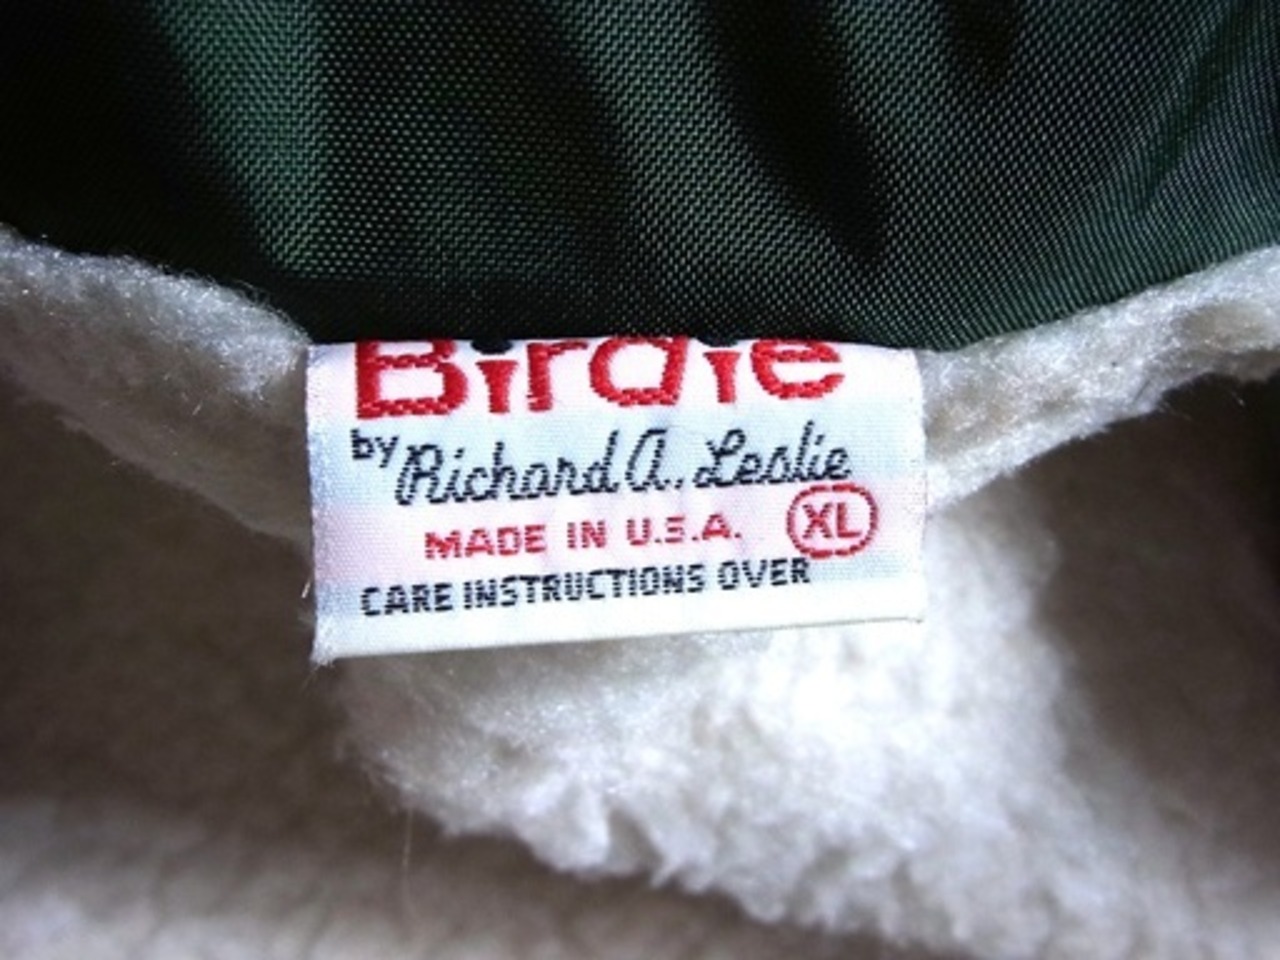 Birdie
by Richard A. Leslie
MADE IN U.S.A. XL
CARE INSTRUCTIONS OVER